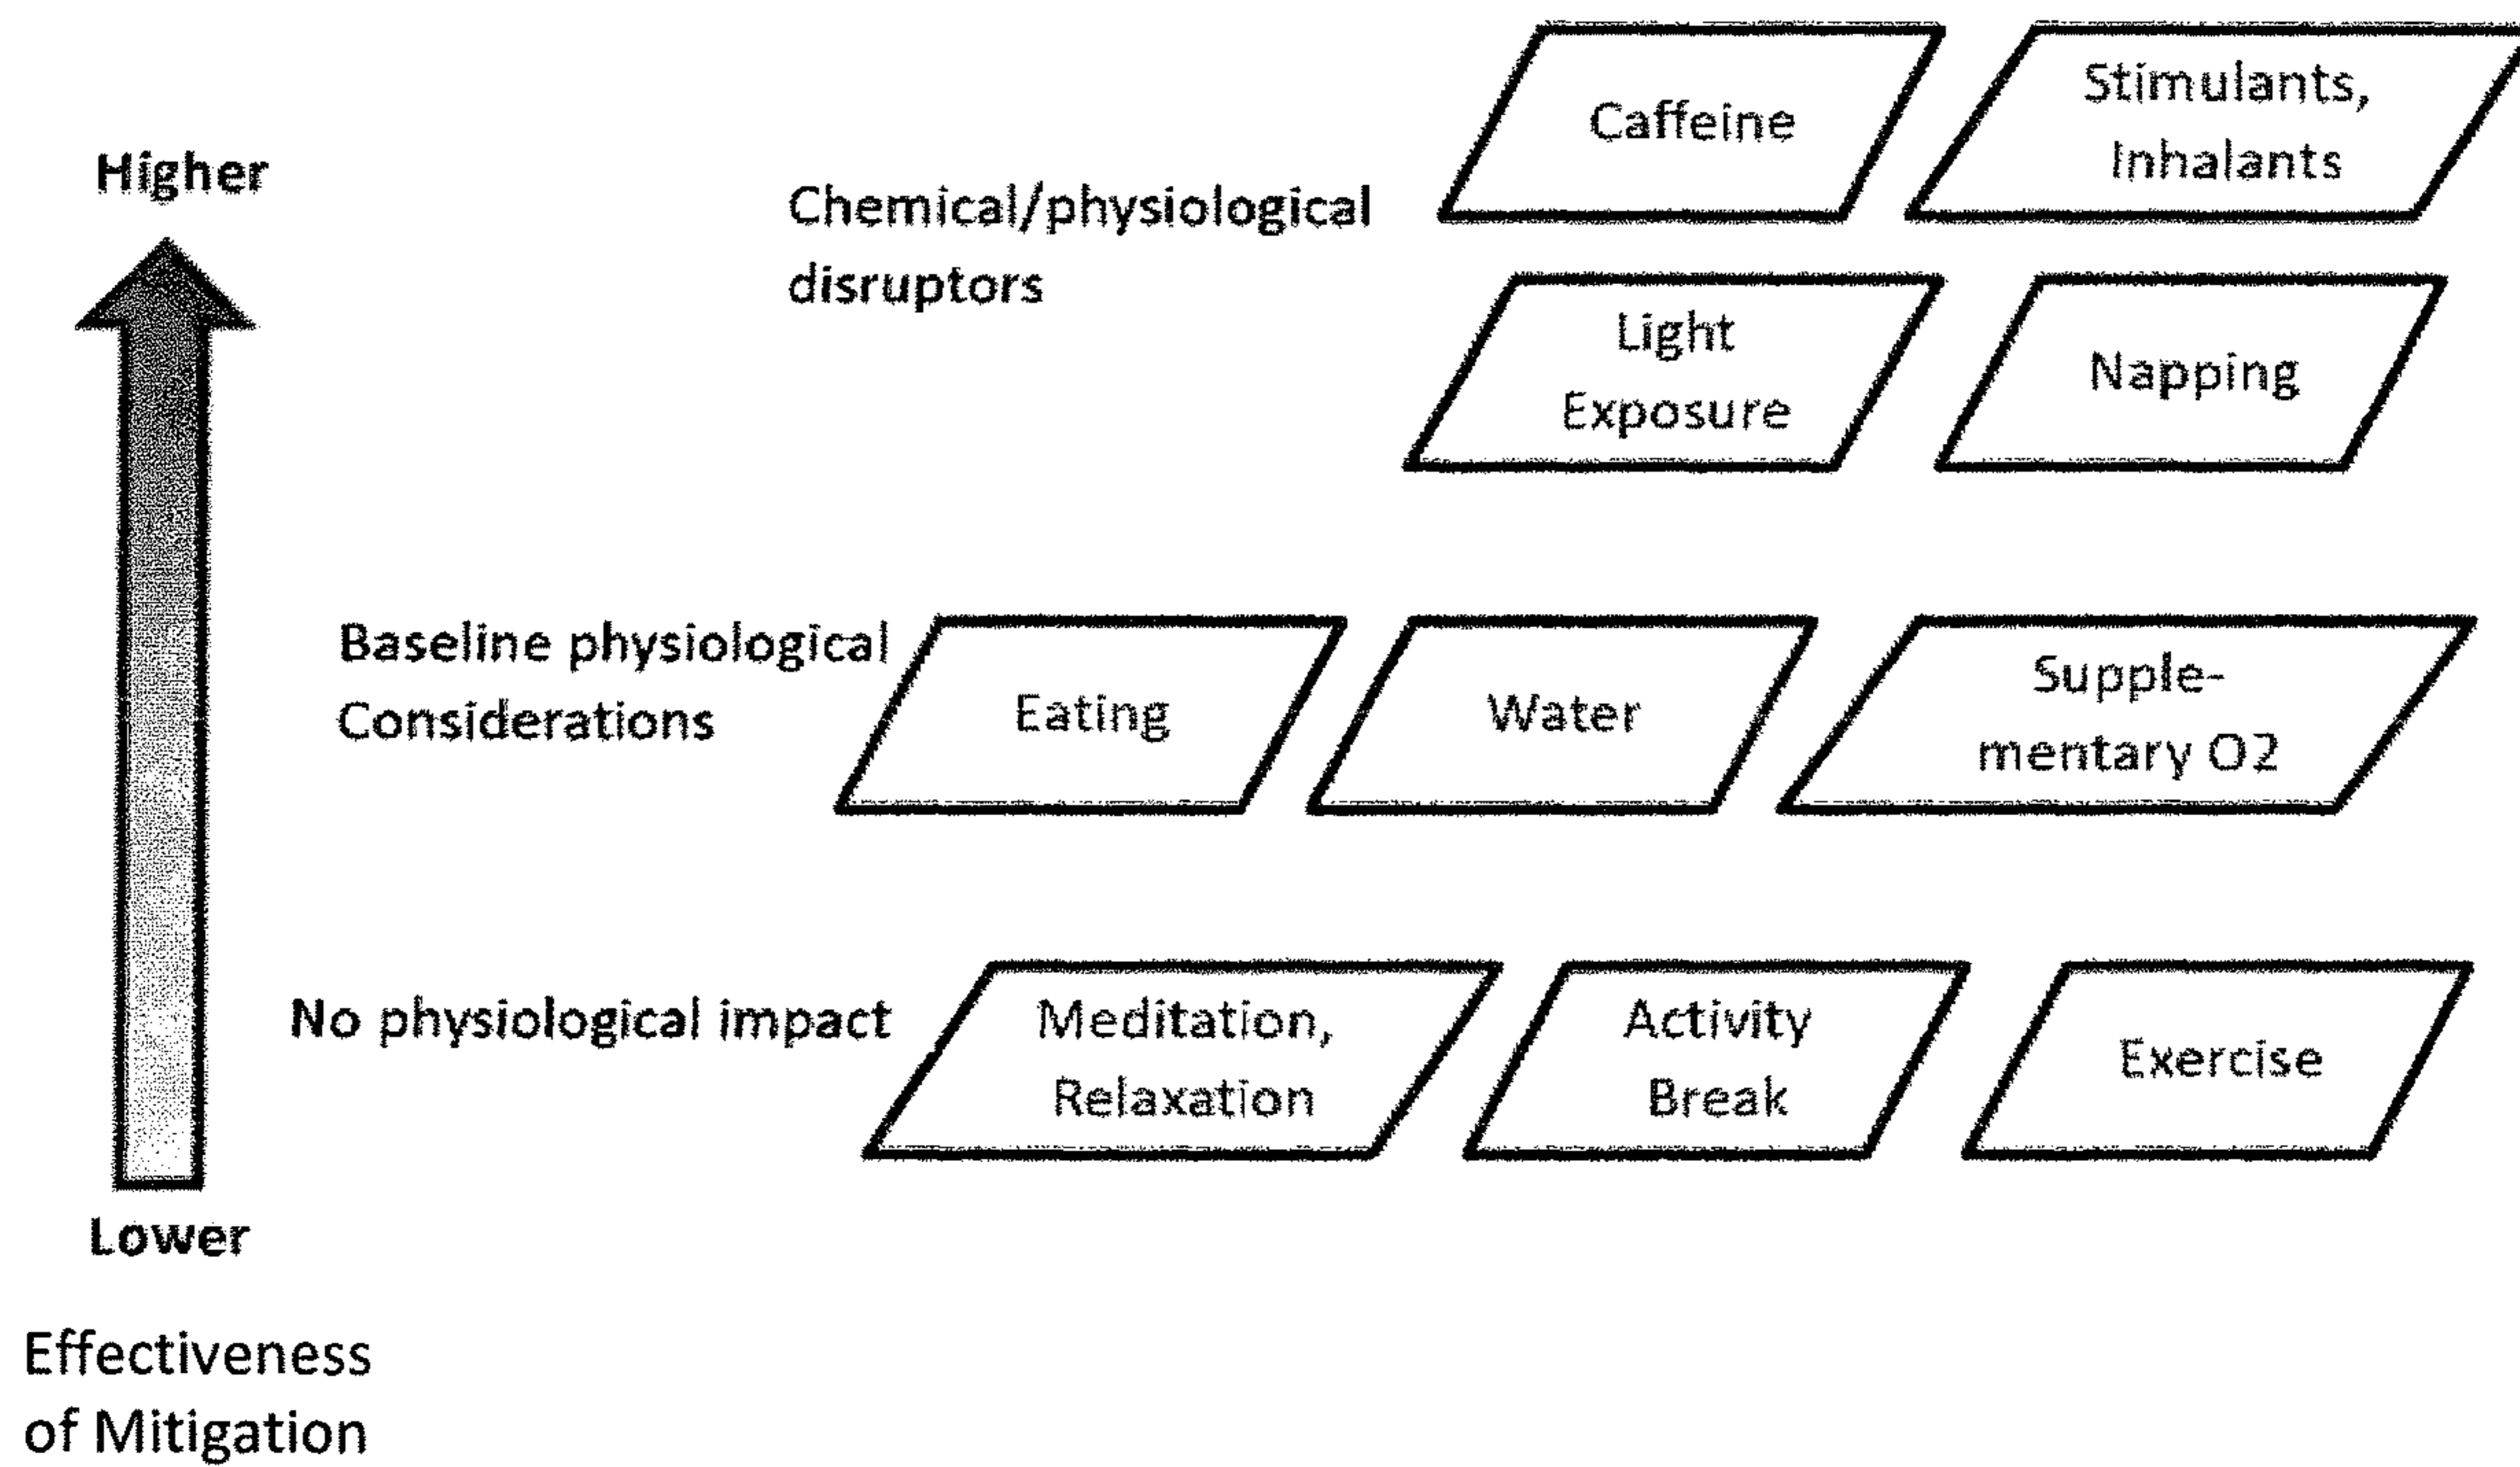 Higher
Chemical/physiological
disruptors
Caffeine
Stimulants,
Inhalants
Light
Exposure
Napping
Baseline physiological
Considerations
Eating
Water
Supple-
mentary O2
No physiological impact
Meditation,
Relaxation
Activity
Break
Exercise
Lower
Effectiveness
of Mitigation